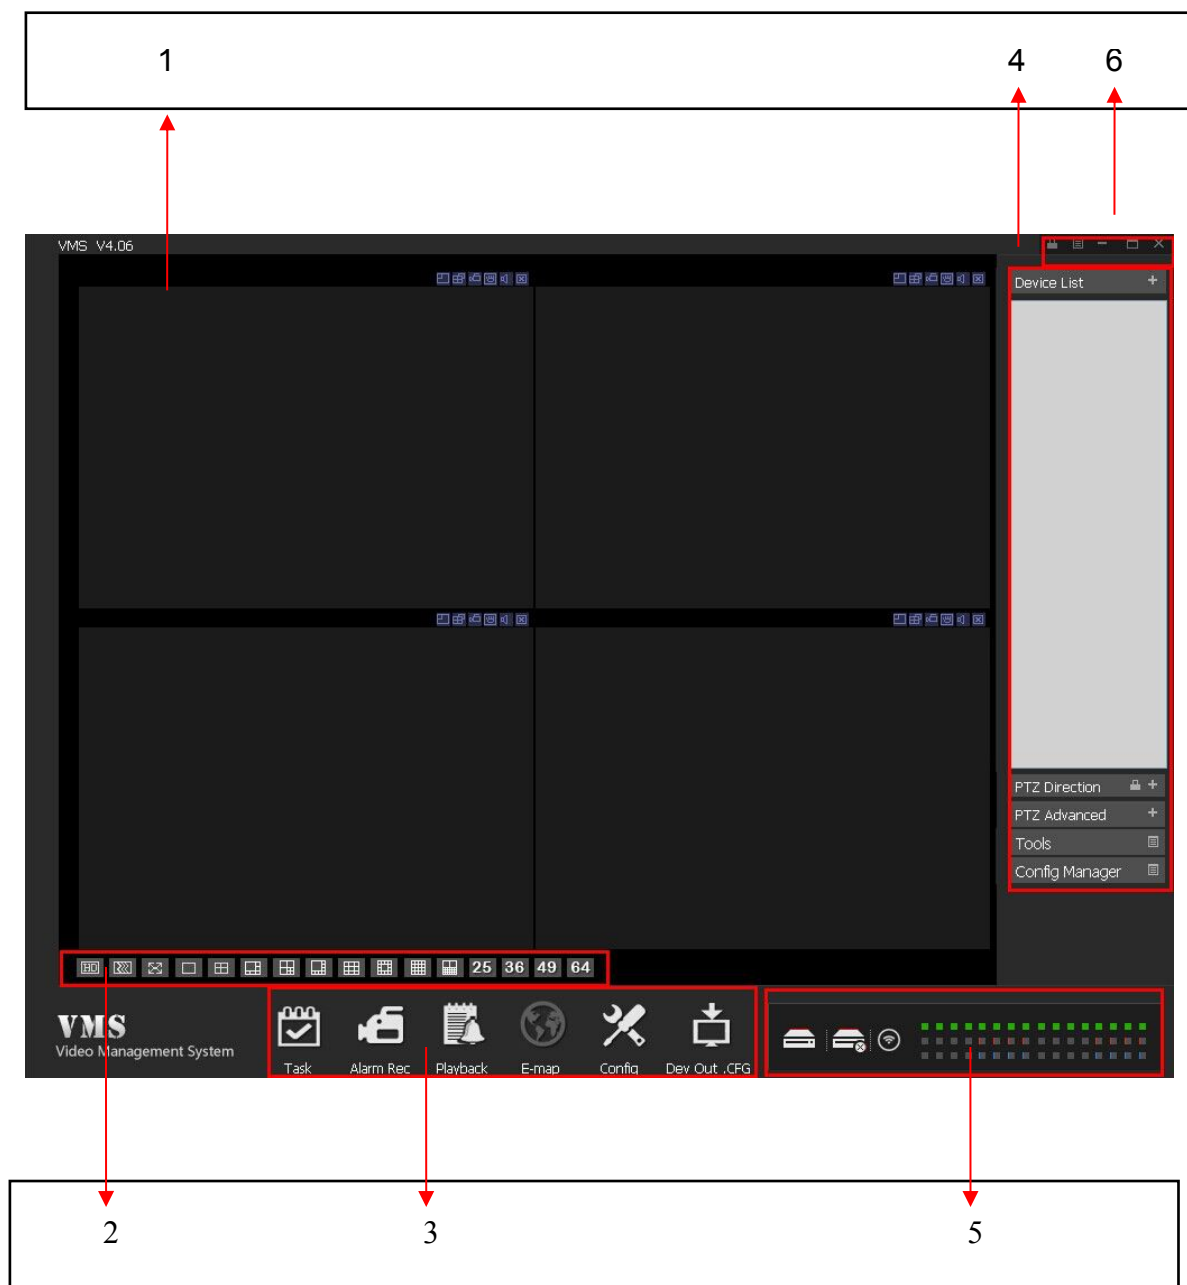 1 4 6
VMS V4.06
Device List
PTZ Direction
PTZ Advanced
Tools
Config Manager
HD 25 36 49 64
VMS
Video Management System
Task Alarm Rec Playback E-map Config Dev Out .CFG
2 3 5